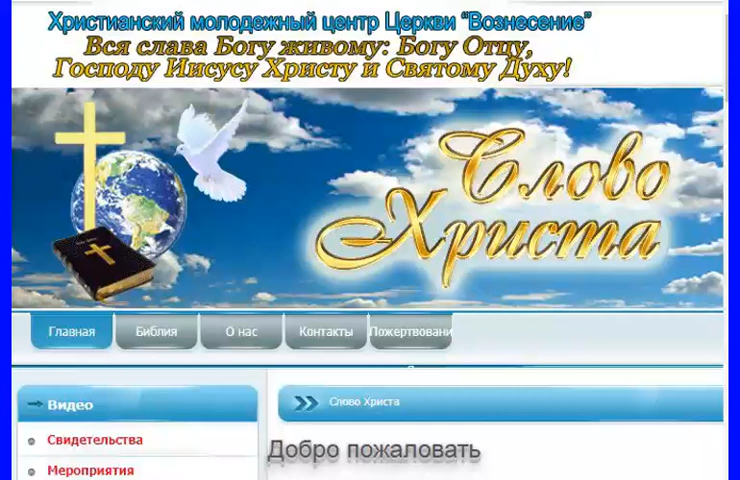 Христианский молодежный центр Церкви “Вознесение”
Вся слава Богу живому: Богу Отцу,
Господу Иисусу Христу и Святому Духу!
Слово
Христа
Главная
Библия
О нас
Контакты
Пожертвовани
Видео
Слово Христа
Свидетельства
Добро пожаловать
Мероприятия